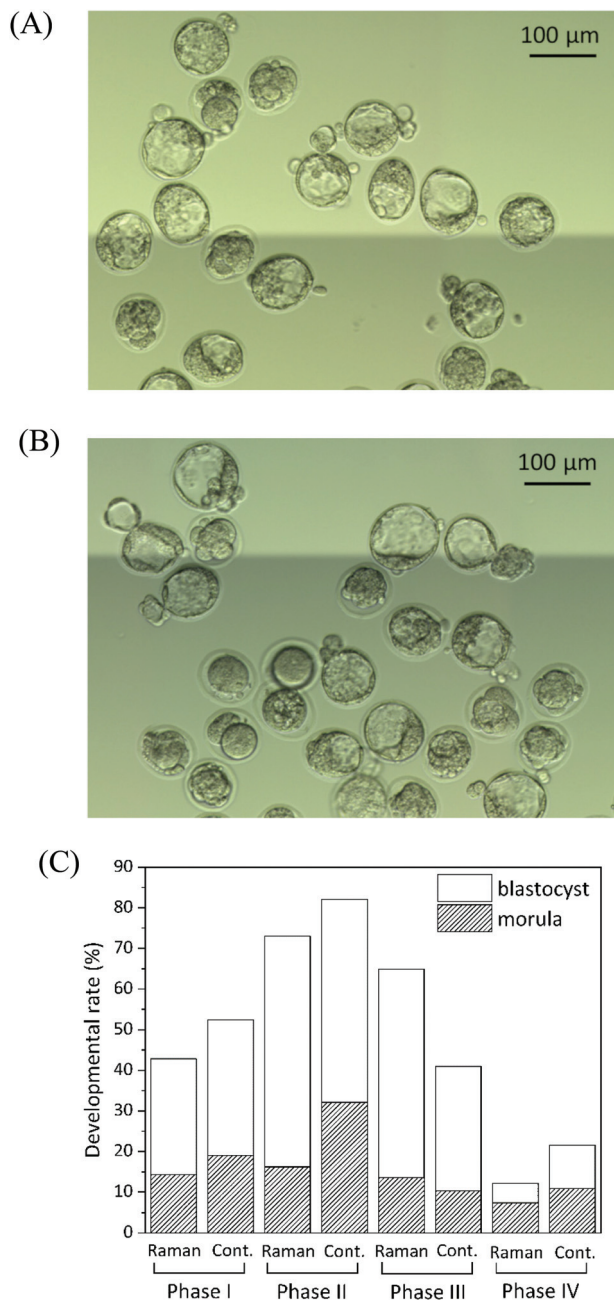 (A)
100 μm
(B)
100 μm
(C)
90
80
70
60
50
40
30
20
10
0
Developmental rate (%)
blastocyst
morula
Raman Cont. Raman Cont. Raman Cont. Raman Cont.
Phase I Phase II Phase III Phase IV